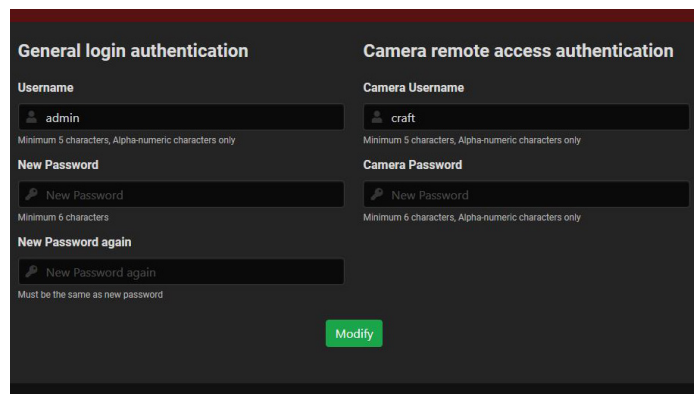 General login authentication
Username
admin
Minimum 5 characters, Alpha-numeric characters only
New Password
New Password
Minimum 6 characters
New Password again
New Password again
Must be the same as new password
Camera remote access authentication
Camera Username
craft
Minimum 5 characters, Alpha-numeric characters only
Camera Password
New Password
Minimum 6 characters, Alpha-numeric characters only
Modify